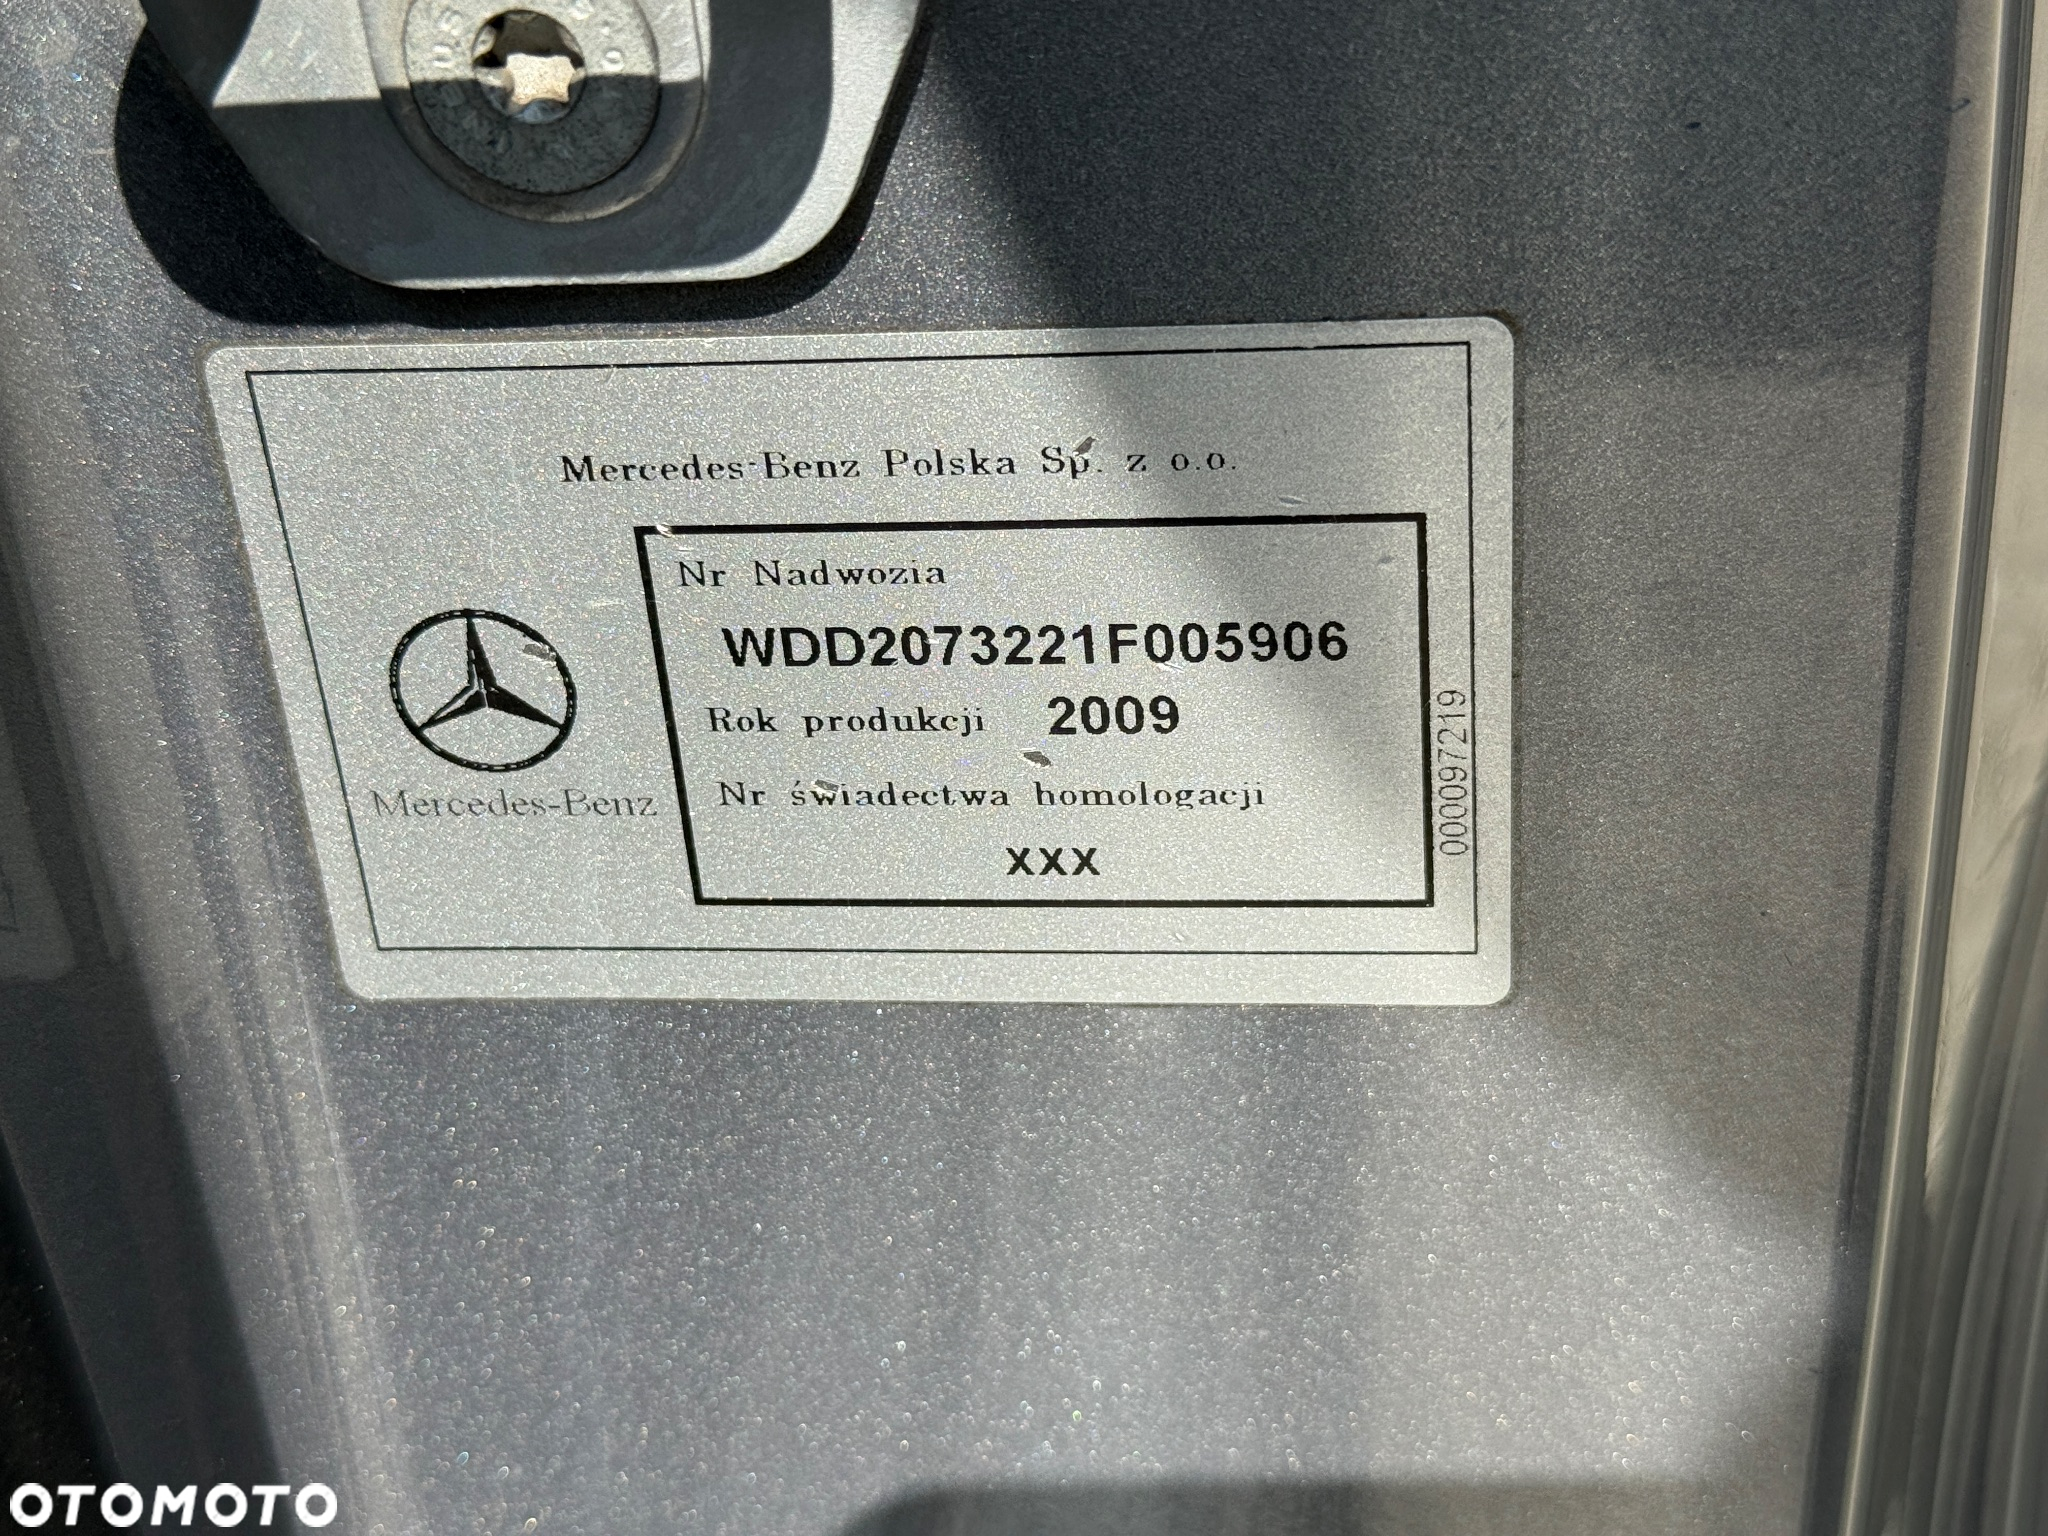 Mercedes-Benz Polska Sp. z o.o.
Nr Nadwozia
WDD2073221F005906
Rok produkcji 2009
Nr świadectwa homologacji
XXX
Mercedes-Benz
000097219
OTOMOTO